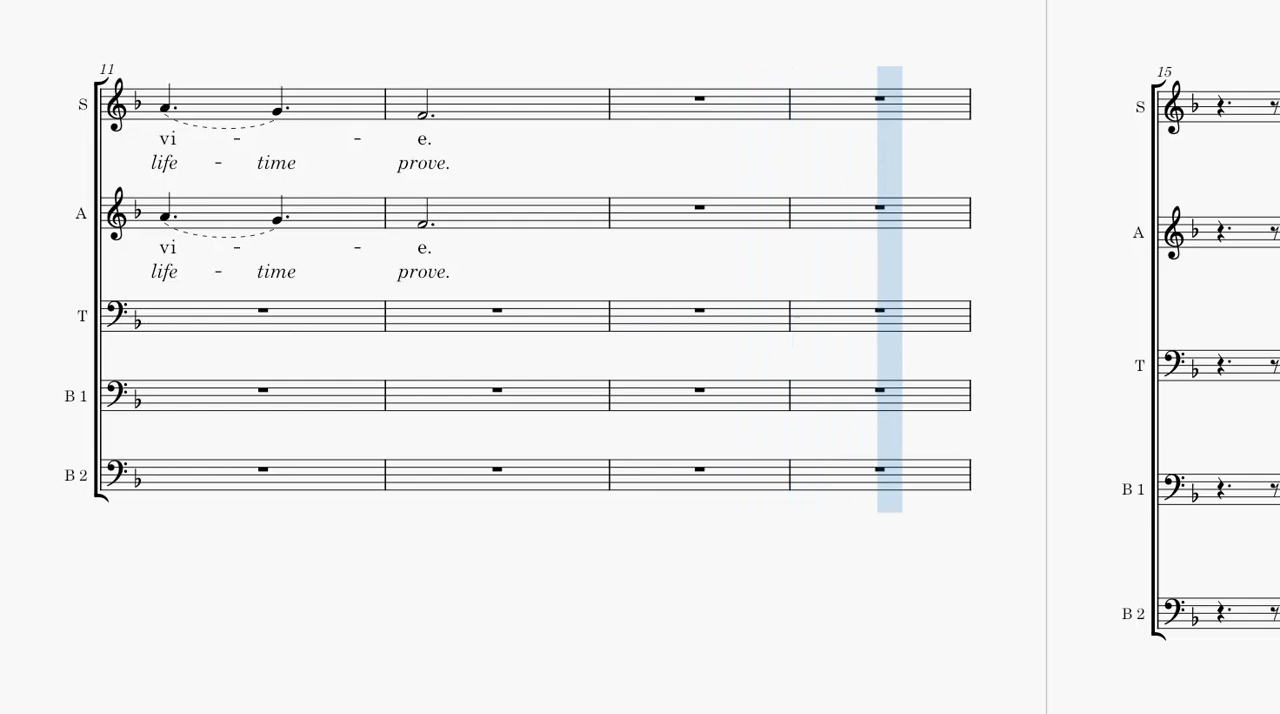 11
S
vi - - e.
life - time prove.
A
vi - - e.
life - time prove.
T
B 1
B 2
15
S
A
T
B 1
B 2